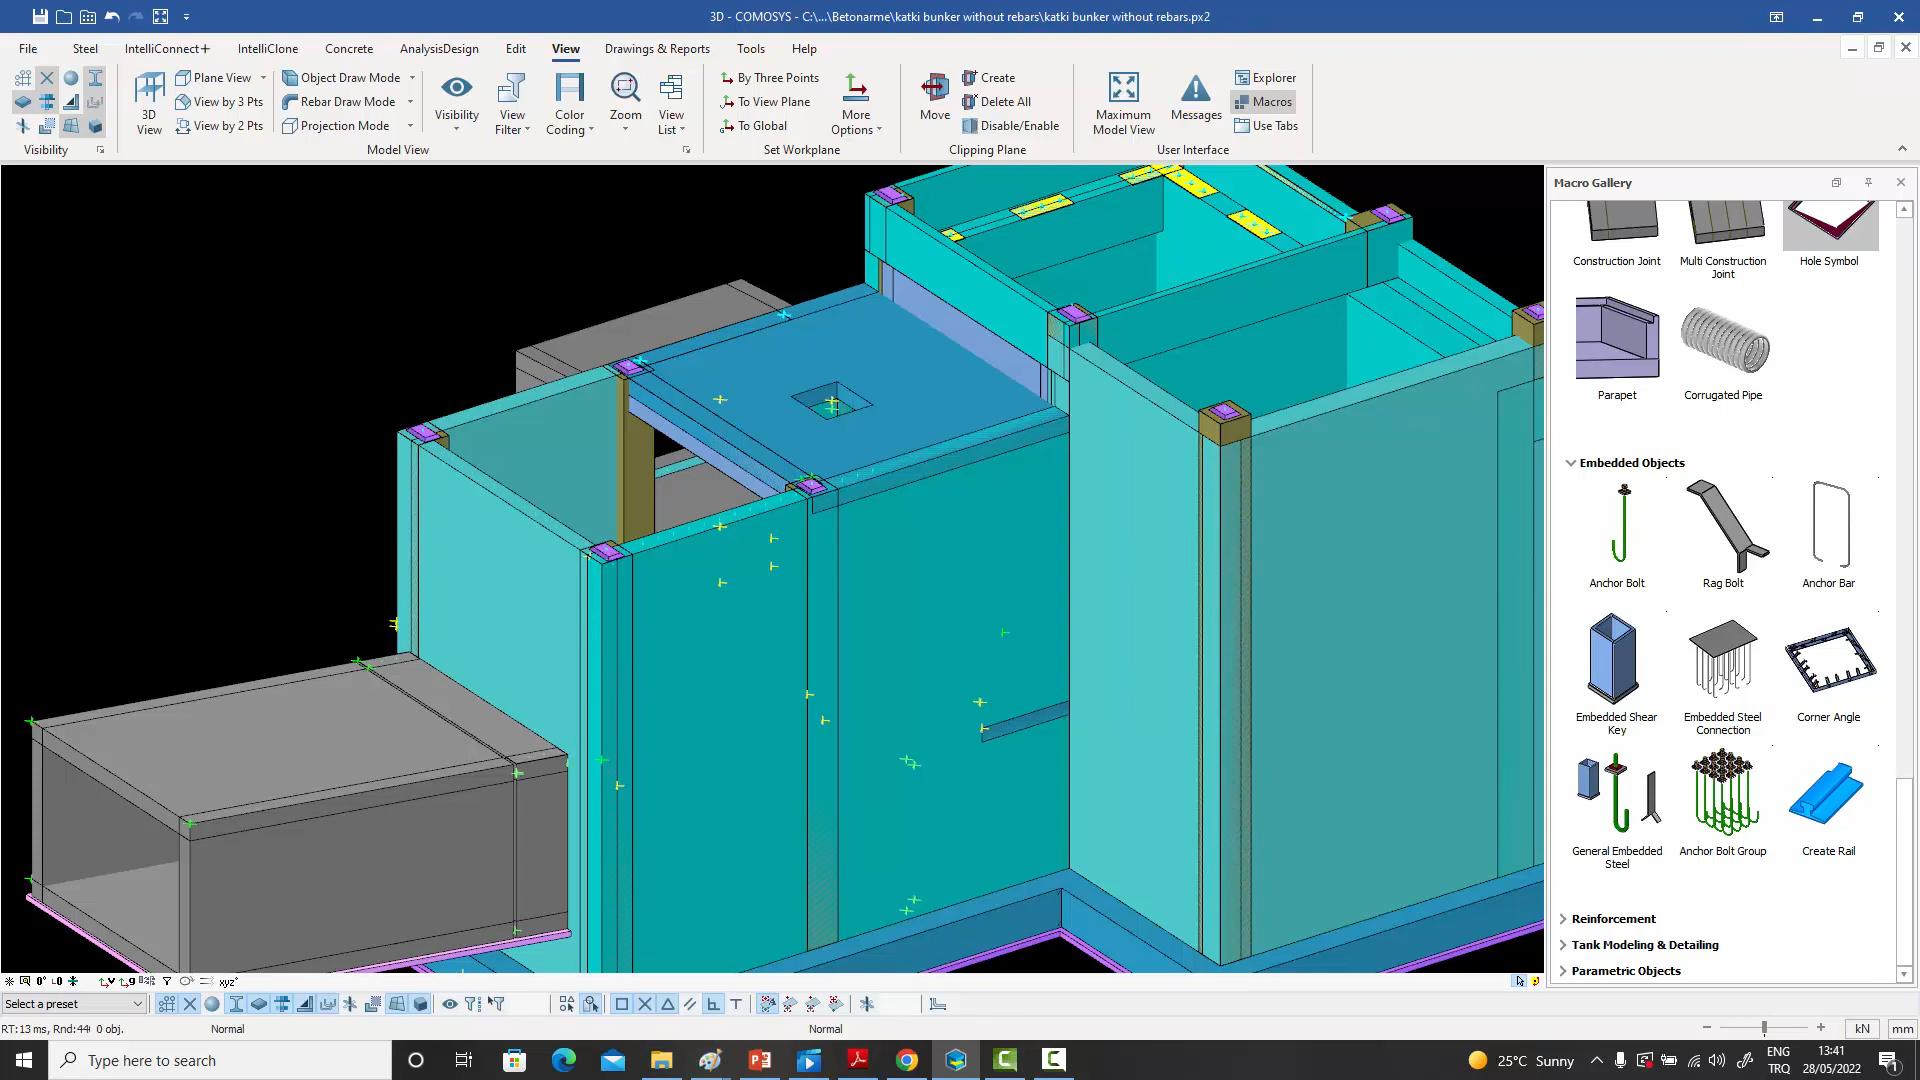 3D - COMOSYS - C:\...\Betonarme\katki bunker without rebars\katki bunker without rebars.px2
File
Steel
IntelliConnect+
IntelliClone
Concrete
AnalysisDesign
Edit
View
Drawings & Reports
Tools
Help
Visibility
3D View
Plane View
View by 3 Pts
View by 2 Pts
Object Draw Mode
Rebar Draw Mode
Projection Mode
Visibility
View Filter
Color Coding
Zoom
View List
Model View
By Three Points
To View Plane
To Global
More Options
Set Workplane
Move
Create
Delete All
Disable/Enable
Clipping Plane
Maximum Model View
Messages
Explorer
Macros
Use Tabs
User Interface
Macro Gallery
Construction Joint
Multi Construction Joint
Hole Symbol
Parapet
Corrugated Pipe
Embedded Objects
Anchor Bolt
Rag Bolt
Anchor Bar
Embedded Shear Key
Embedded Steel Connection
Corner Angle
General Embedded Steel
Anchor Bolt Group
Create Rail
Reinforcement
Tank Modeling & Detailing
Parametric Objects
xyz
Select a preset
RT:13 ms, Rnd:44
0 obj.
Normal
Normal
kN
mm
Type here to search
25°C Sunny
ENG
TRQ
13:41
28/05/2022
1